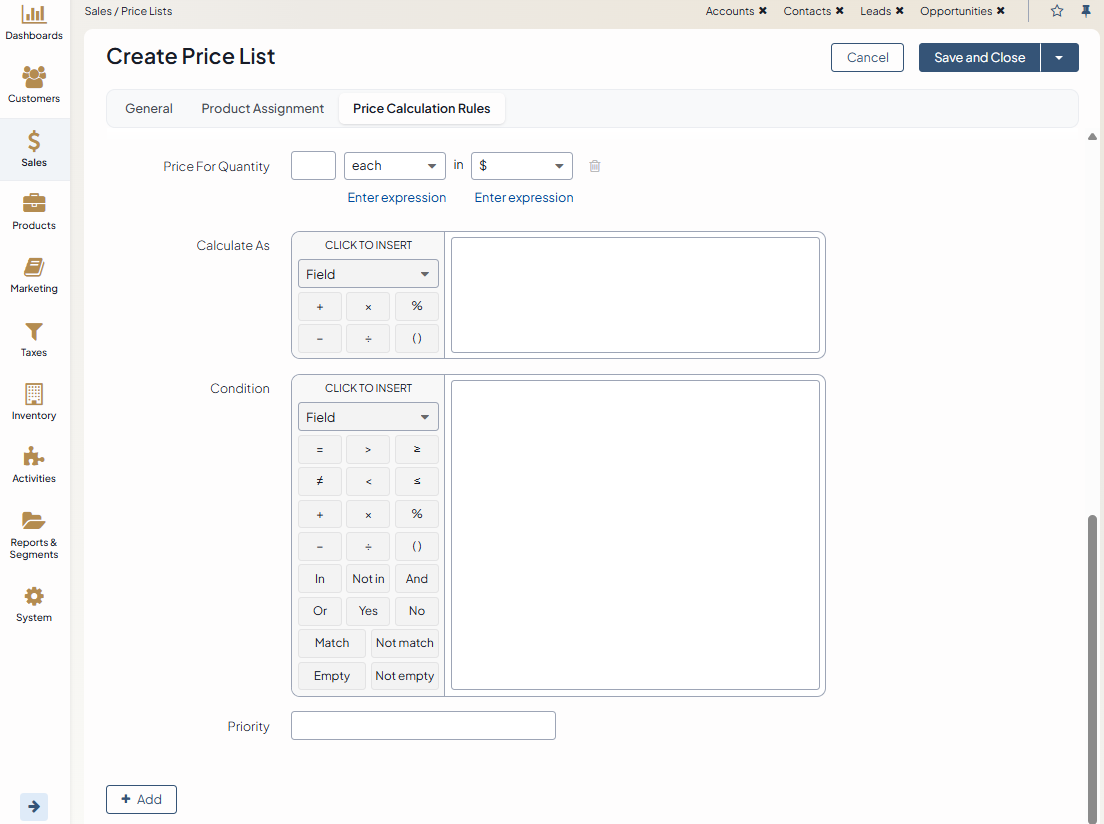 Sales / Price Lists
Accounts ✖ Contacts ✖ Leads ✖ Opportunities ✖
Dashboards
Customers
Sales
Products
Marketing
Taxes
Inventory
Activities
Reports &
Segments
System
Create Price List
Cancel
Save and Close
General
Product Assignment
Price Calculation Rules
Price For Quantity
each
in
$
Enter expression
Enter expression
Calculate As
CLICK TO INSERT
Field
+ × %
− ÷ ( )
Condition
CLICK TO INSERT
Field
= > ≥
≠ < ≤
+ × %
− ÷ ( )
In Not in And
Or Yes No
Match Not match
Empty Not empty
Priority
+ Add